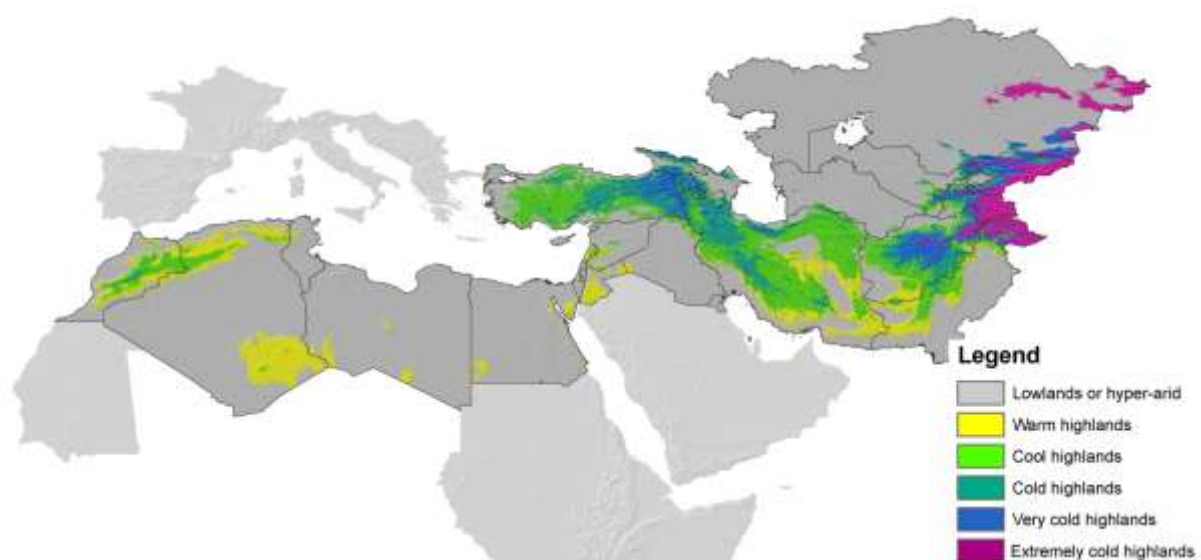 Legend
Lowlands or hyper-arid
Warm highlands
Cool highlands
Cold highlands
Very cold highlands
Extremely cold highlands